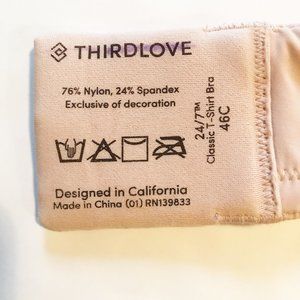 THIRDLOVE
76% Nylon, 24% Spandex
Exclusive of decoration
24/7™
Classic T-Shirt Bra
46C
Designed in California
Made in China (01) RN139833